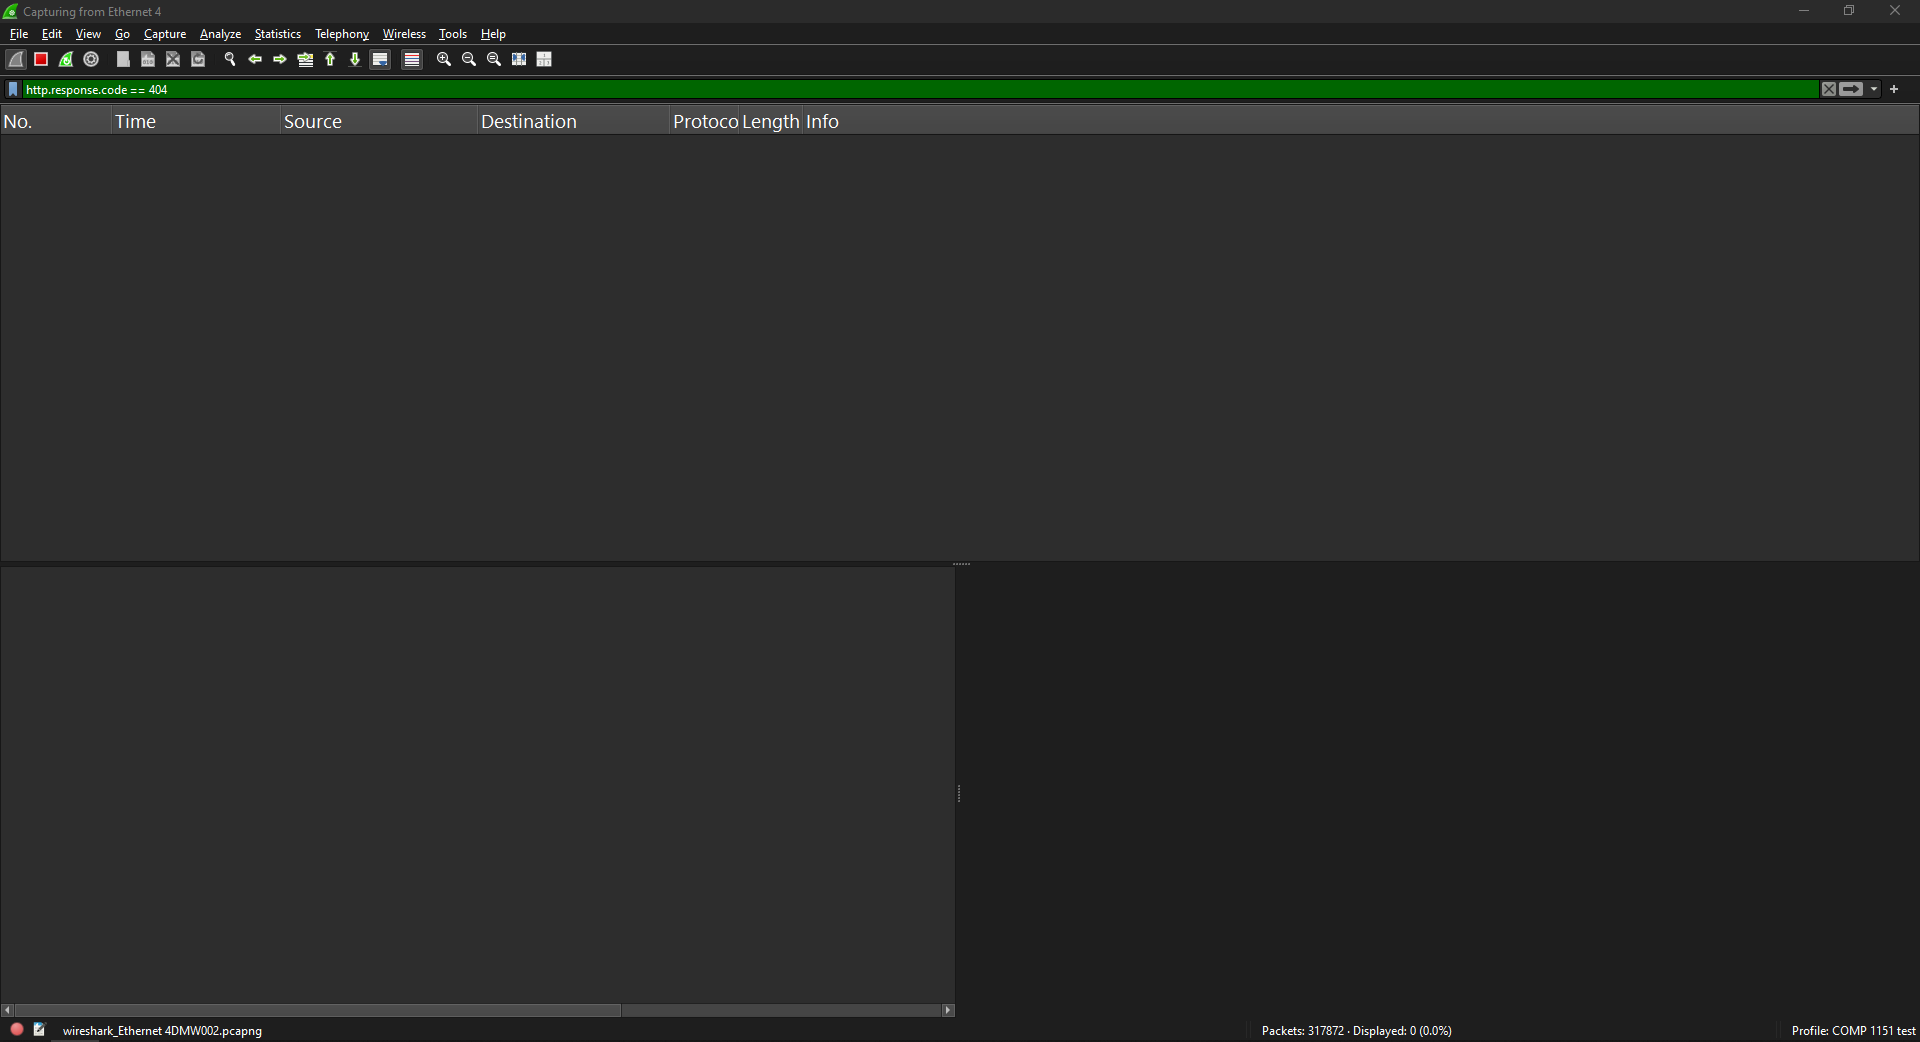 Capturing from Ethernet 4
File Edit View Go Capture Analyze Statistics Telephony Wireless Tools Help
http.response.code == 404
No. Time Source Destination Protoco Length Info
wireshark_Ethernet 4DMW002.pcapng Packets: 317872 · Displayed: 0 (0.0%) Profile: COMP 1151 test